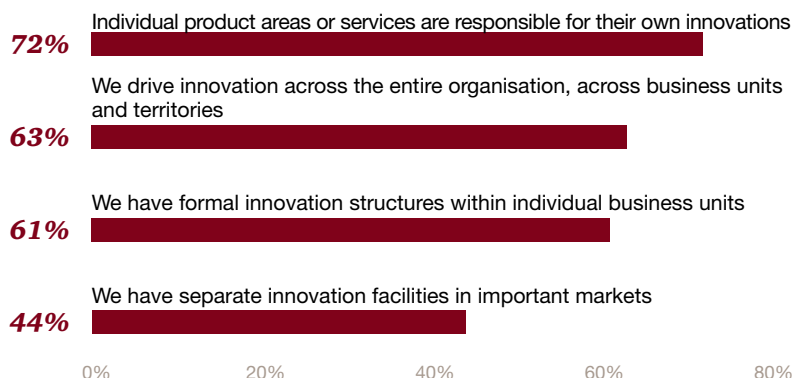 Individual product areas or services are responsible for their own innovations
72%
We drive innovation across the entire organisation, across business units
and territories
63%
We have formal innovation structures within individual business units
61%
We have separate innovation facilities in important markets
44%
0% 20% 40% 60% 80%